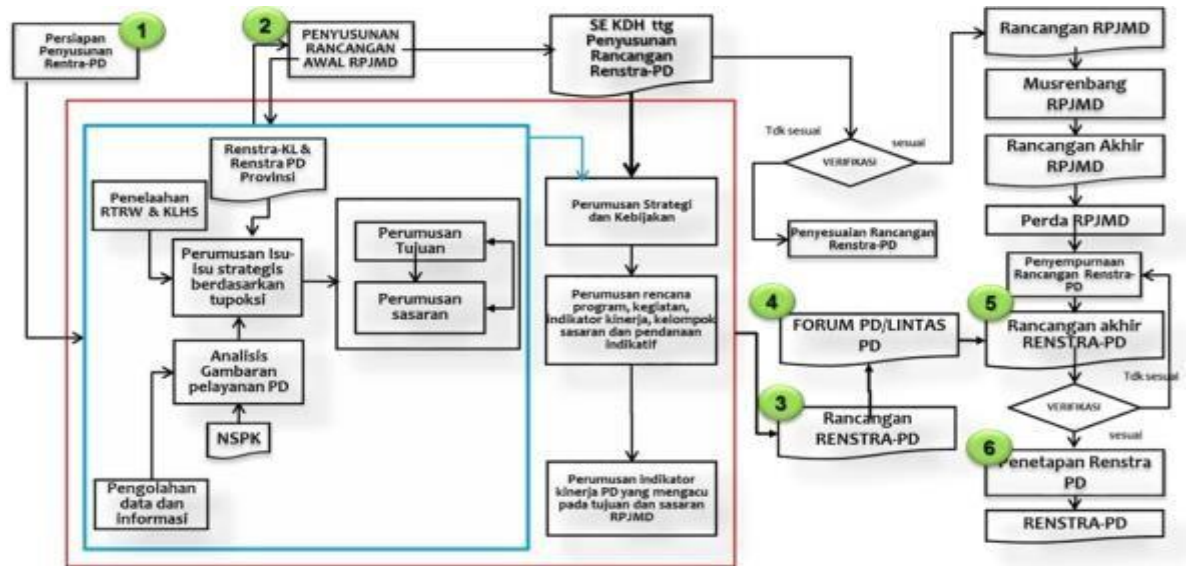 1
Persiapan
Penyusunan
Rentra-PD
2
PENYUSUNAN
RANCANGAN
AWAL RPJMD
SE KDH ttg
Penyusunan
Rancangan
Renstra-PD
Rancangan RPJMD
Musrenbang
RPJMD
Rancangan Akhir
RPJMD
Perda RPJMD
Penyempurnaan
Rancangan Renstra-
PD
Tdk sesuai
sesuai
VERIFIKASI
Penyesuaian Rancangan
Renstra-PD
Renstra-KL &
Renstra PD
Provinsi
Penelaahan
RTRW & KLHS
Perumusan Isu-
isu strategis
berdasarkan
tupoksi
Perumusan
Tujuan
Perumusan
sasaran
Analisis
Gambaran
pelayanan PD
NSPK
Pengolahan
data dan
informasi
Perumusan Strategi
dan Kebijakan
Perumusan rencana
program, kegiatan,
indikator kinerja, kelompok
sasaran dan pendanaan
indikatif
Perumusan indikator
kinerja PD yang mengacu
pada tujuan dan sasaran
RPJMD
3
Rancangan
RENSTRA-PD
4
FORUM PD/LINTAS
PD
5
Rancangan akhir
RENSTRA-PD
Tdk sesuai
VERIFIKASI
sesuai
6
Penetapan Renstra
PD
RENSTRA-PD